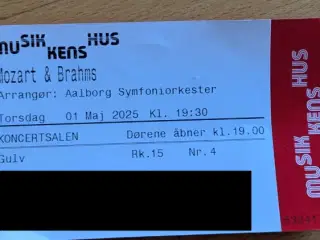 MUSIK
KENS
HUS
Mozart & Brahms
Arrangør: Aalborg Symfoniorkester
Torsdag 01 Maj 2025 Kl. 19:30
KONCERTSALEN Dørene åbner kl.19.00
Gulv Rk.15 Nr.4
MUSIK
KENS
HUS